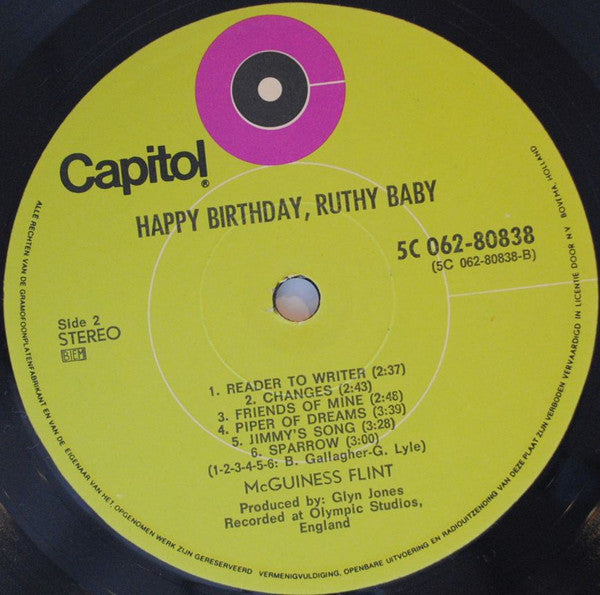 Capitol®
HAPPY BIRTHDAY, RUTHY BABY
5C 062-80838
(5C 062-80838-B)
Side 2
STEREO
BIEM
1. READER TO WRITER (2:37)
2. CHANGES (2:43)
3. FRIENDS OF MINE (2:48)
4. PIPER OF DREAMS (3:39)
5. JIMMY'S SONG (3:28)
6. SPARROW (3:00)
(1-2-3-4-5-6: B. Gallagher-G. Lyle)
McGUINESS FLINT
Produced by: Glyn Jones
Recorded at Olympic Studios,
England
ALLE RECHTEN VAN DE GRAMOFOONPLATENFABRIKANT EN VAN DE EIGENAAR VAN HET OPGENOMEN WERK ZIJN GERESERVEERD VERMENIGVULDIGING, OPENBARE UITVOERING EN RADIOUITZENDING VAN DEZE PLAAT ZIJN VERBODEN VERVAARDIGD IN LICENTIE DOOR N.V. BOVEMA HOLLAND